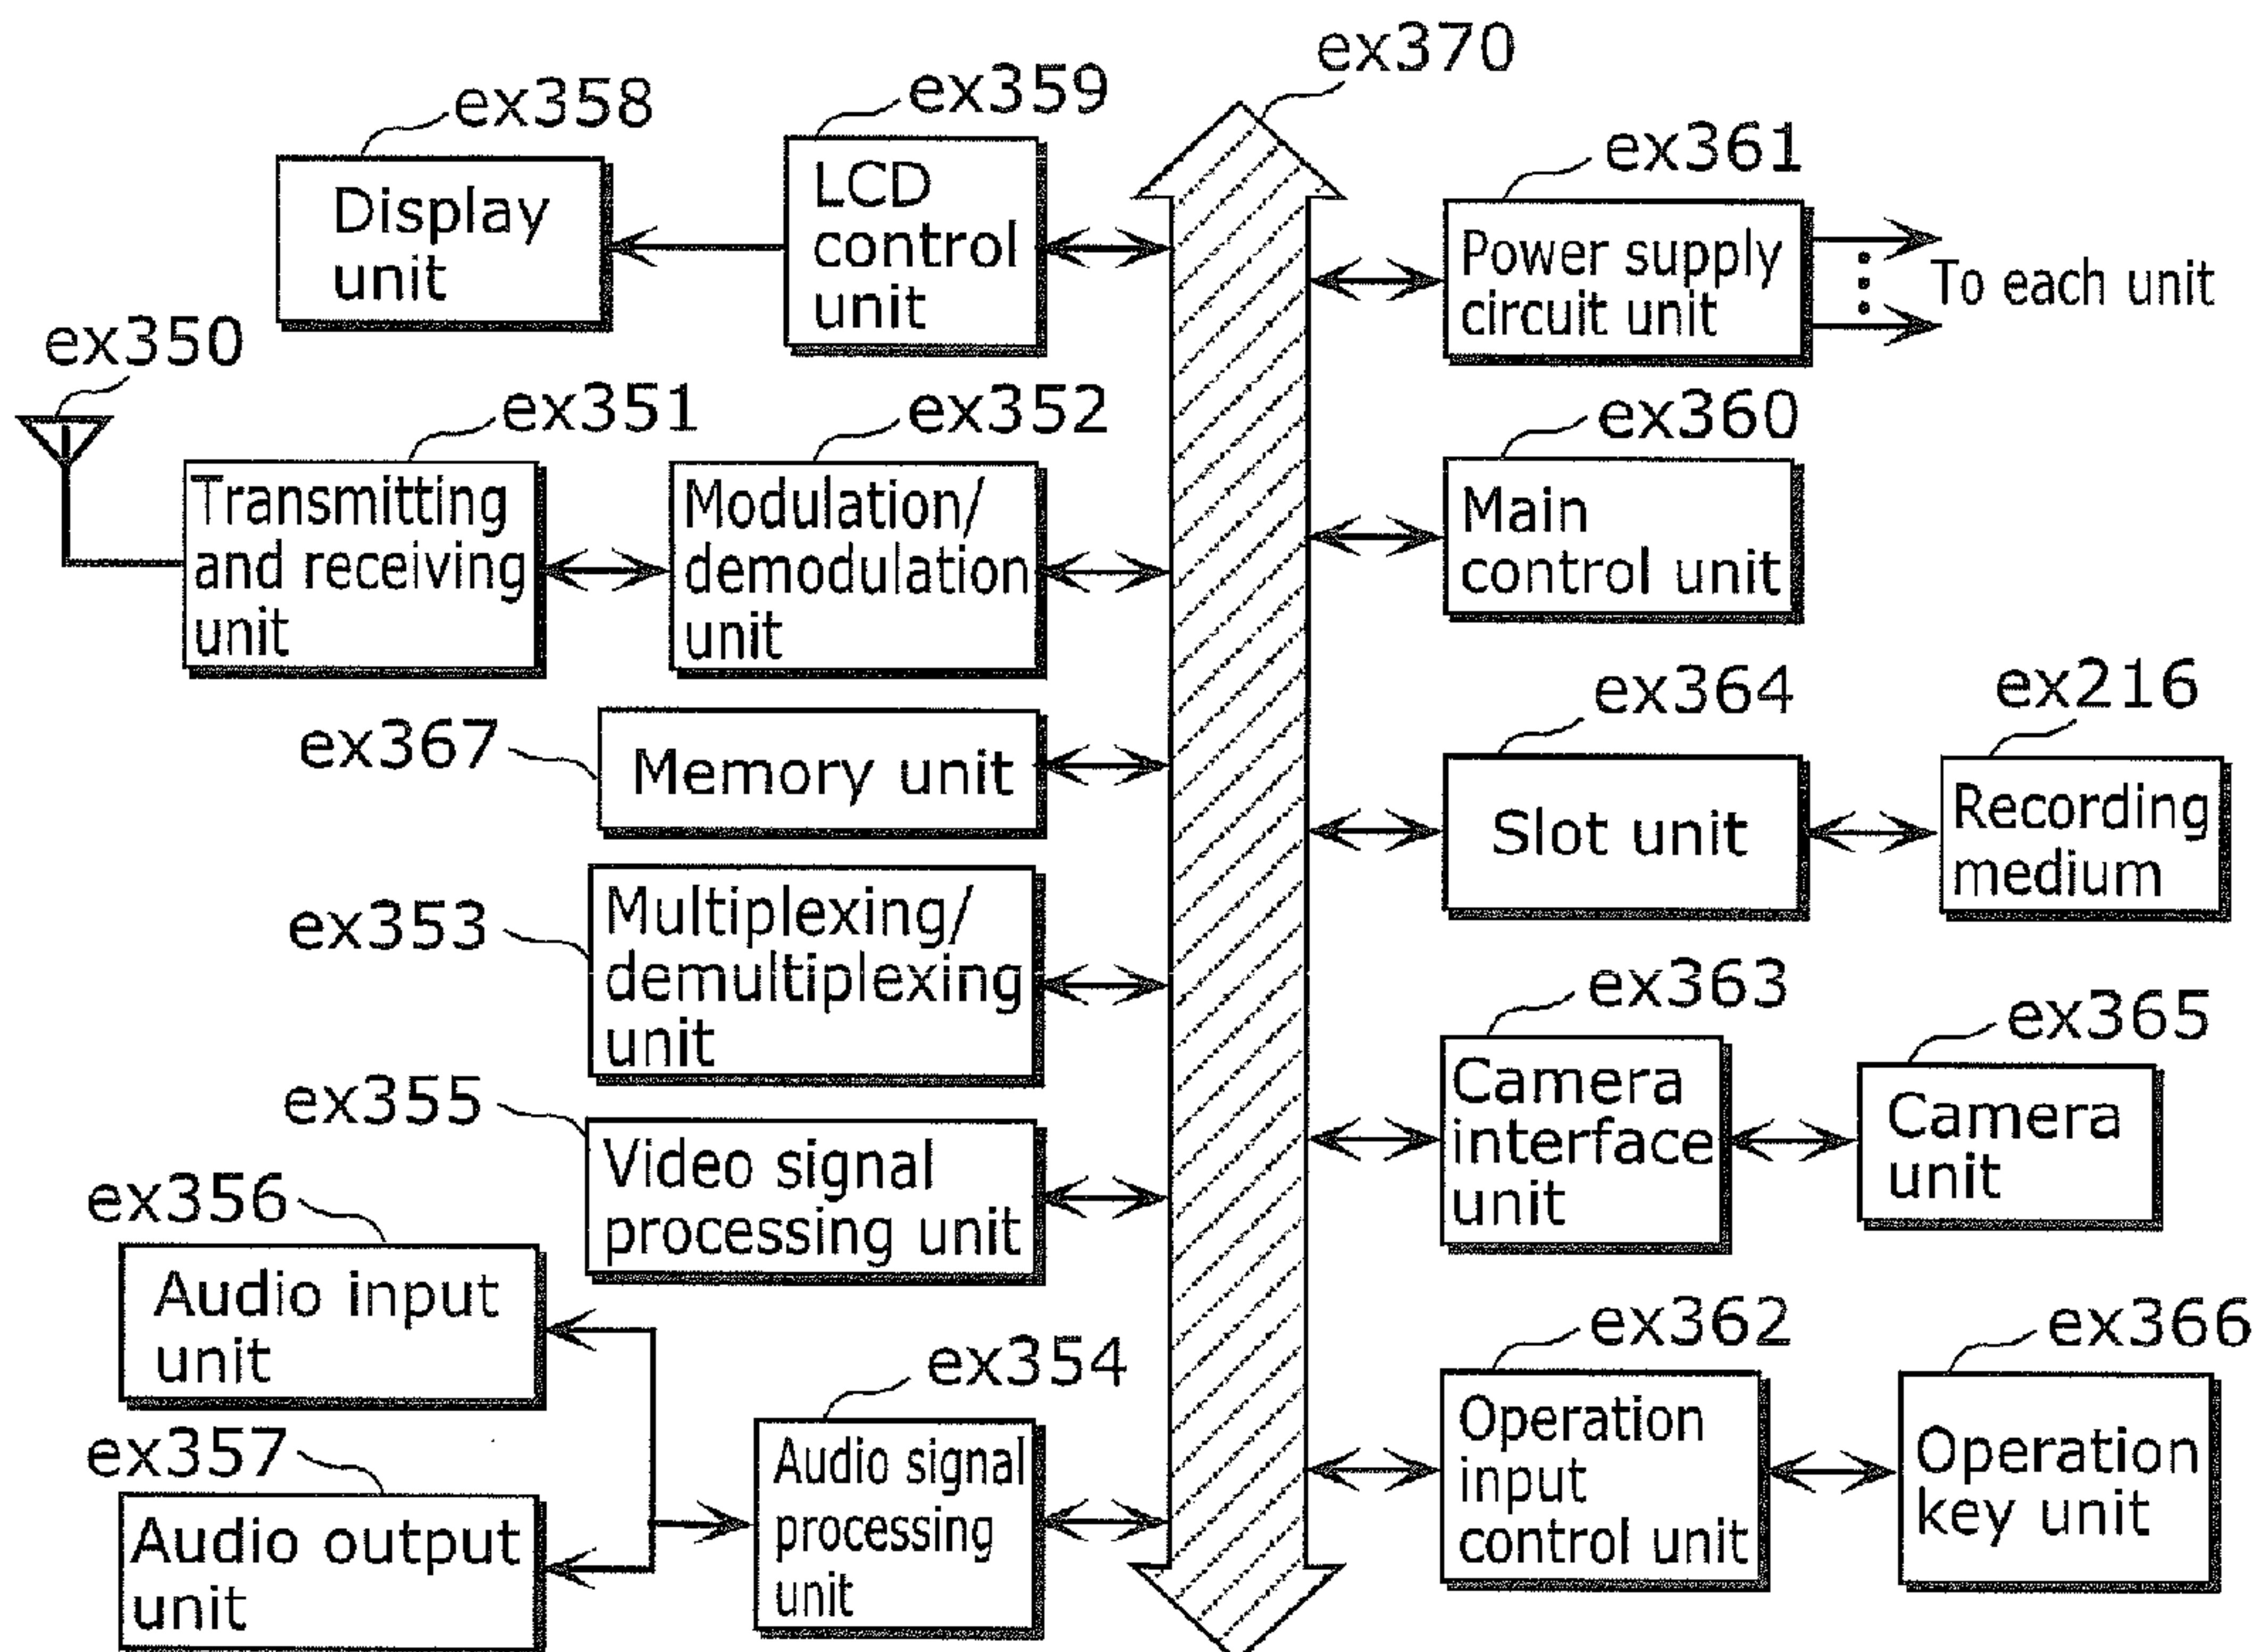 ex370
ex358
ex359
ex361
Display
unit
LCD
control
unit
Power supply
circuit unit
To each unit
ex350
ex351
ex352
ex360
Transmitting
and receiving
unit
Modulation/
demodulation
unit
Main
control unit
ex367
Memory unit
ex364
ex216
Slot unit
Recording
medium
ex353
Multiplexing/
demultiplexing
unit
ex363
ex365
Camera
interface
unit
Camera
unit
ex355
Video signal
processing unit
ex356
Audio input
unit
ex354
ex362
ex366
ex357
Audio output
unit
Audio signal
processing
unit
Operation
input
control unit
Operation
key unit